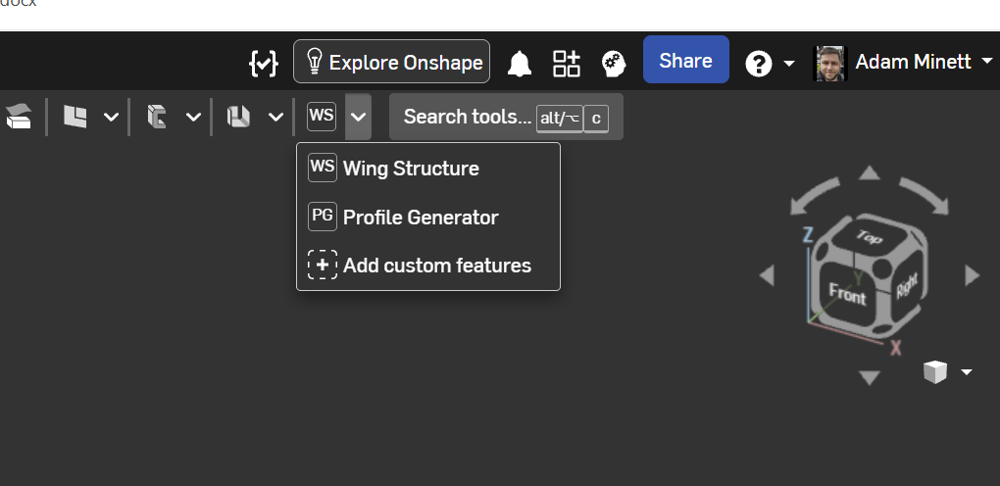 docx
Explore Onshape
Share
?
Adam Minett
WS
Search tools... alt/⌥ c
WS Wing Structure
PG Profile Generator
+ Add custom features
Z
Top
Y
Front
Right
X